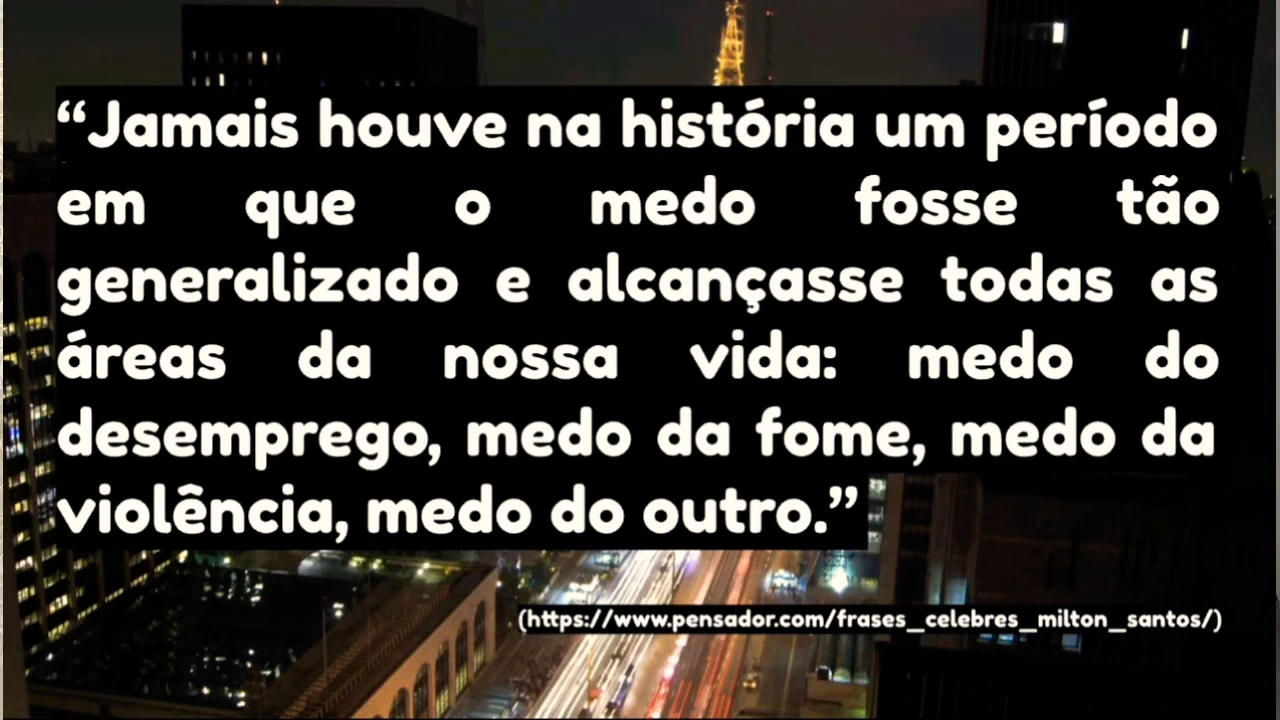 “Jamais houve na história um período
em que o medo fosse tão
generalizado e alcançasse todas as
áreas da nossa vida: medo do
desemprego, medo da fome, medo da
violência, medo do outro.”
(https://www.pensador.com/frases_celebres_milton_santos/)